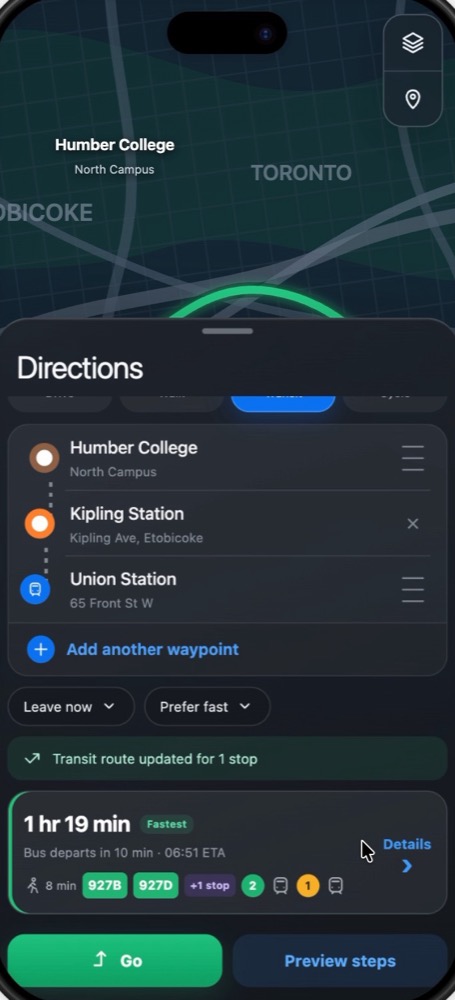 Humber College
North Campus
TORONTO
OBICOKE
Directions
Transit
Humber College
North Campus
Kipling Station
Kipling Ave, Etobicoke
Union Station
65 Front St W
Add another waypoint
Leave now
Prefer fast
Transit route updated for 1 stop
1 hr 19 min Fastest
Bus departs in 10 min · 06:51 ETA
Details
8 min 927B 927D +1 stop 2 1
Go
Preview steps